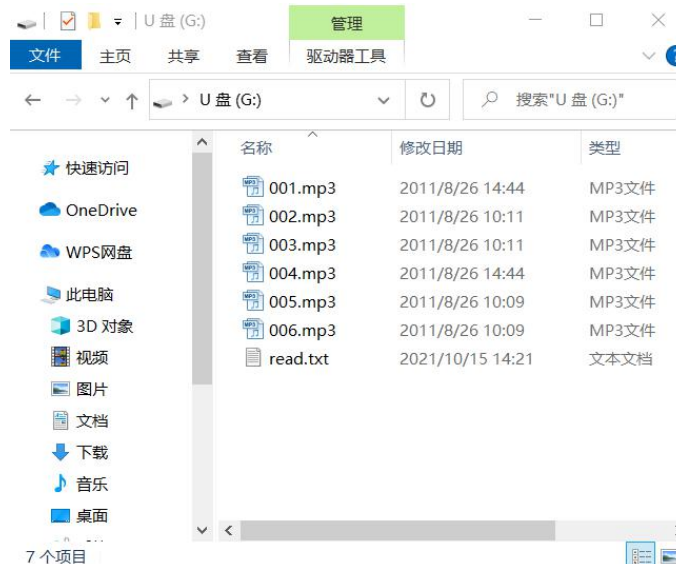 U 盘 (G:)
管理
文件 主页 共享 查看 驱动器工具
U 盘 (G:)
搜索"U 盘 (G:)"
名称 修改日期 类型
快速访问
OneDrive
WPS网盘
此电脑
3D 对象
视频
图片
文档
下载
音乐
桌面
001.mp3 2011/8/26 14:44 MP3文件
002.mp3 2011/8/26 10:11 MP3文件
003.mp3 2011/8/26 10:11 MP3文件
004.mp3 2011/8/26 14:44 MP3文件
005.mp3 2011/8/26 10:09 MP3文件
006.mp3 2011/8/26 10:09 MP3文件
read.txt 2021/10/15 14:21 文本文档
7 个项目